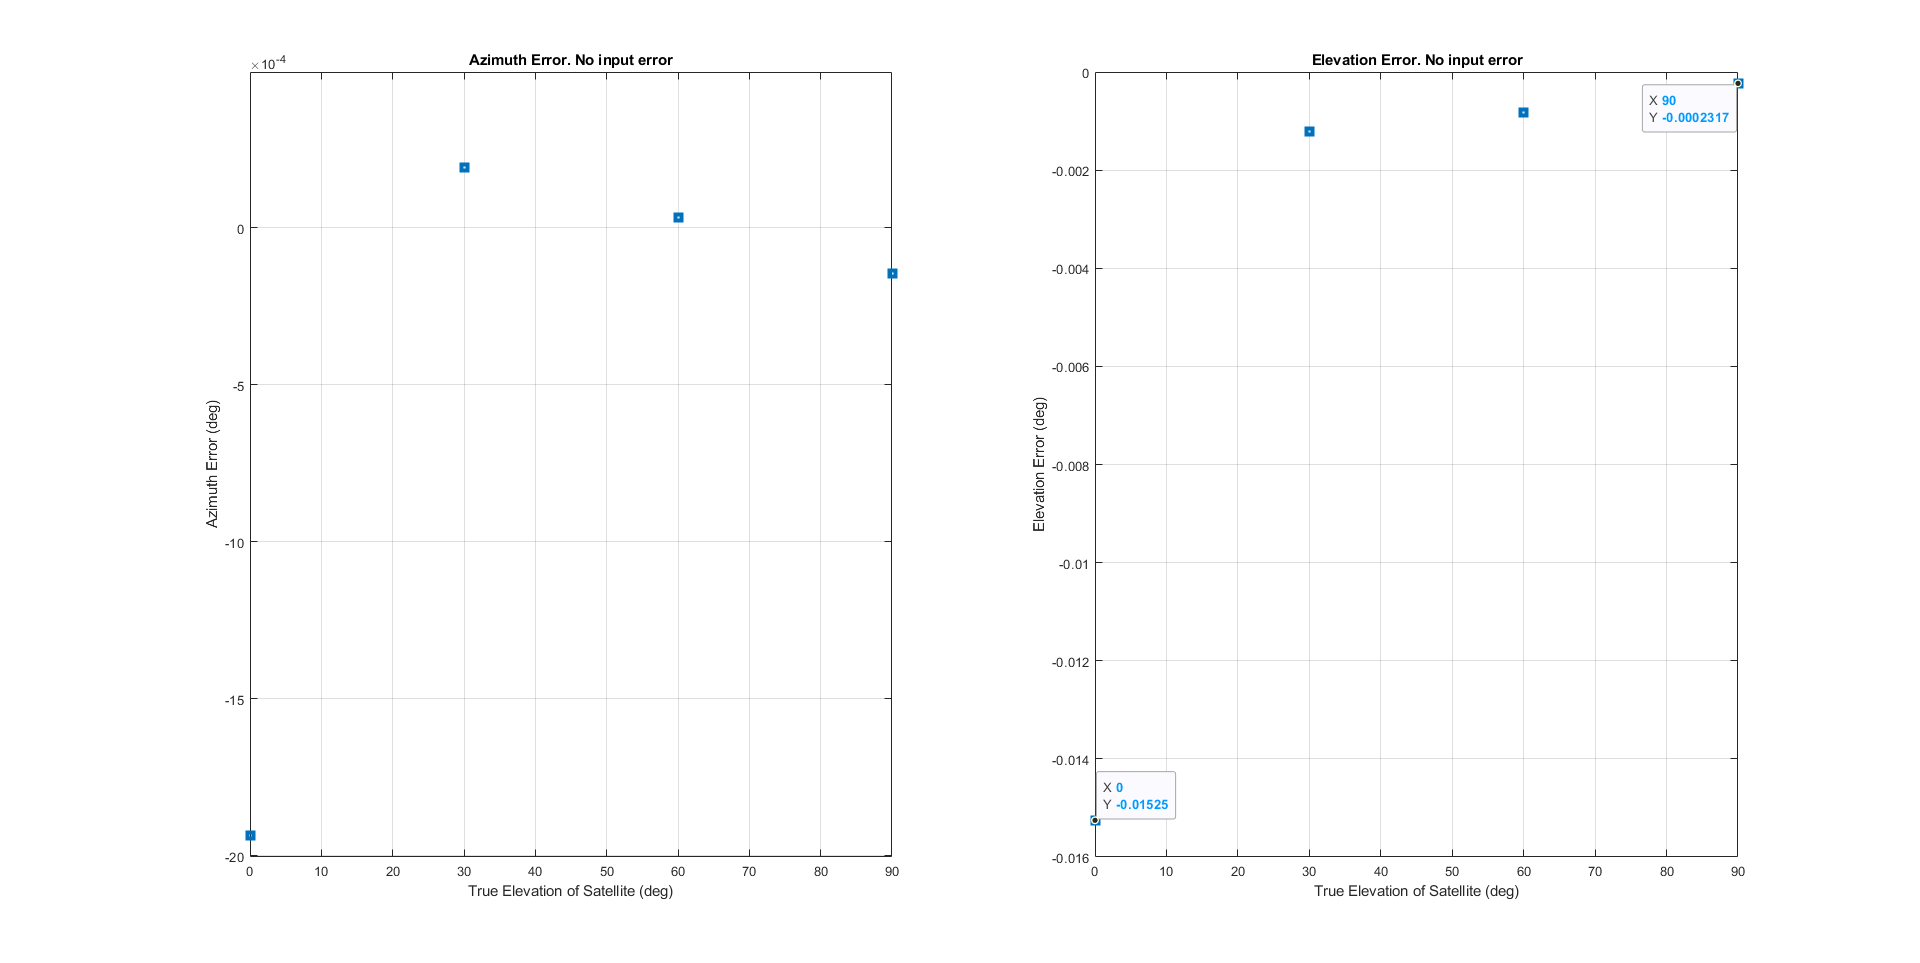 Azimuth Error. No input error
×10-4
0
-5
-10
-15
-20
Azimuth Error (deg)
0 10 20 30 40 50 60 70 80 90
True Elevation of Satellite (deg)
Elevation Error. No input error
0
-0.002
-0.004
-0.006
-0.008
-0.01
-0.012
-0.014
-0.016
Elevation Error (deg)
X 90
Y -0.0002317
X 0
Y -0.01525
0 10 20 30 40 50 60 70 80 90
True Elevation of Satellite (deg)